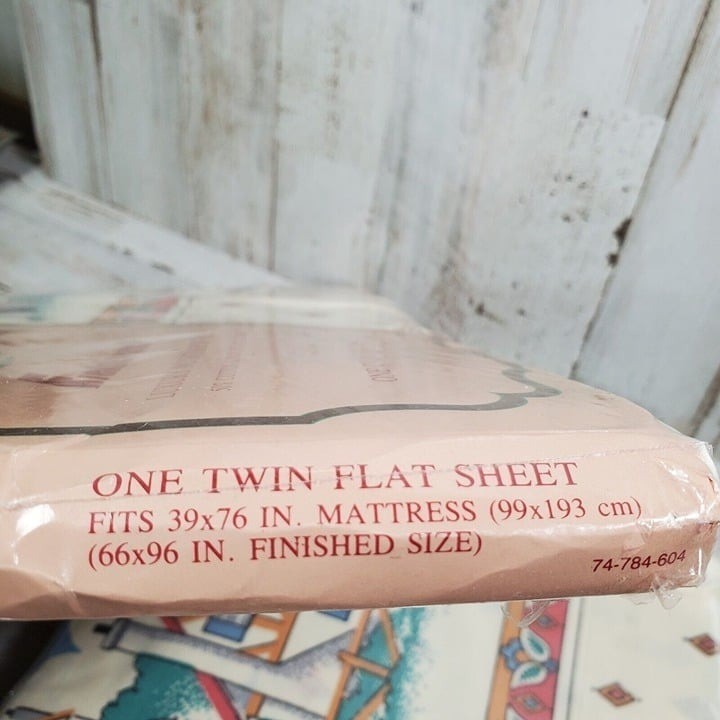 ONE TWIN FLAT SHEET
FITS 39x76 IN. MATTRESS (99x193 cm)
(66x96 IN. FINISHED SIZE)
74-784-604